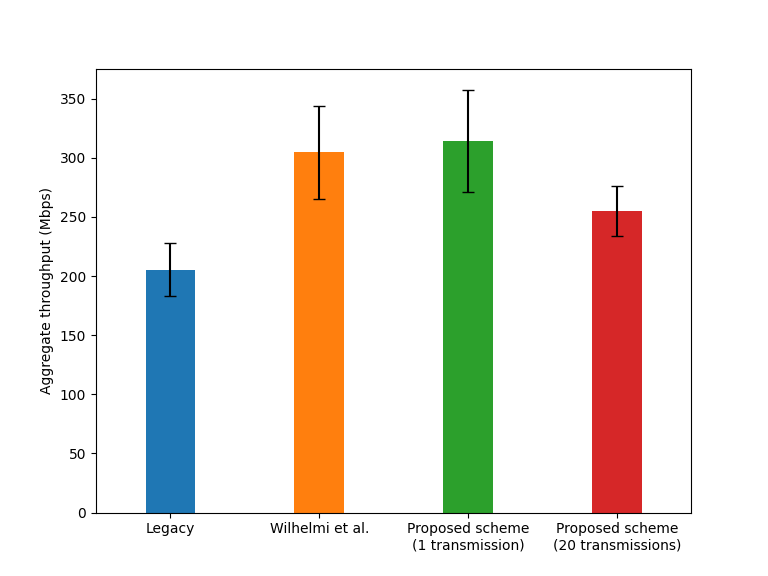 Aggregate throughput (Mbps)
350
300
250
200
150
100
50
0
Legacy
Wilhelmi et al.
Proposed scheme
(1 transmission)
Proposed scheme
(20 transmissions)